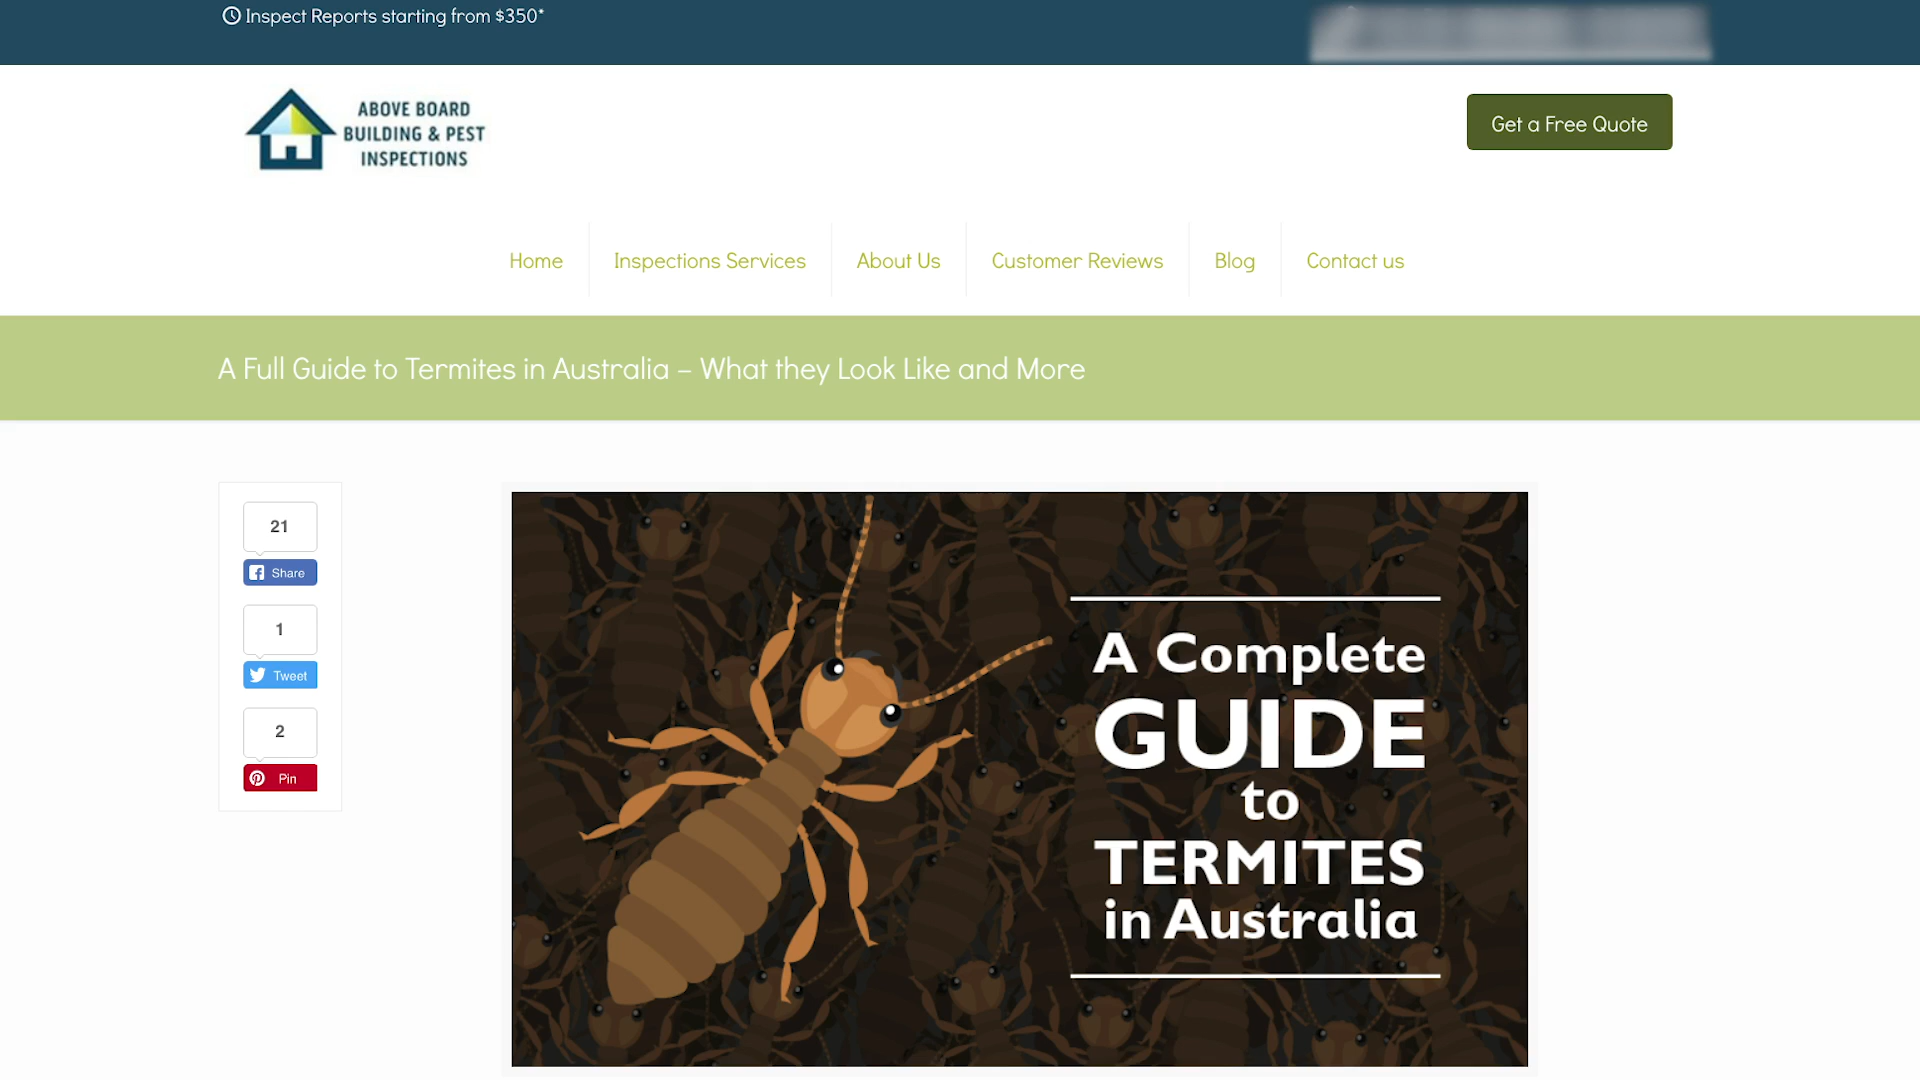 Inspect Reports starting from $350*
ABOVE BOARD
BUILDING & PEST
INSPECTIONS
Get a Free Quote
Home
Inspections Services
About Us
Customer Reviews
Blog
Contact us
A Full Guide to Termites in Australia – What they Look Like and More
21
Share
1
Tweet
2
Pin
A Complete
GUIDE
to
TERMITES
in Australia